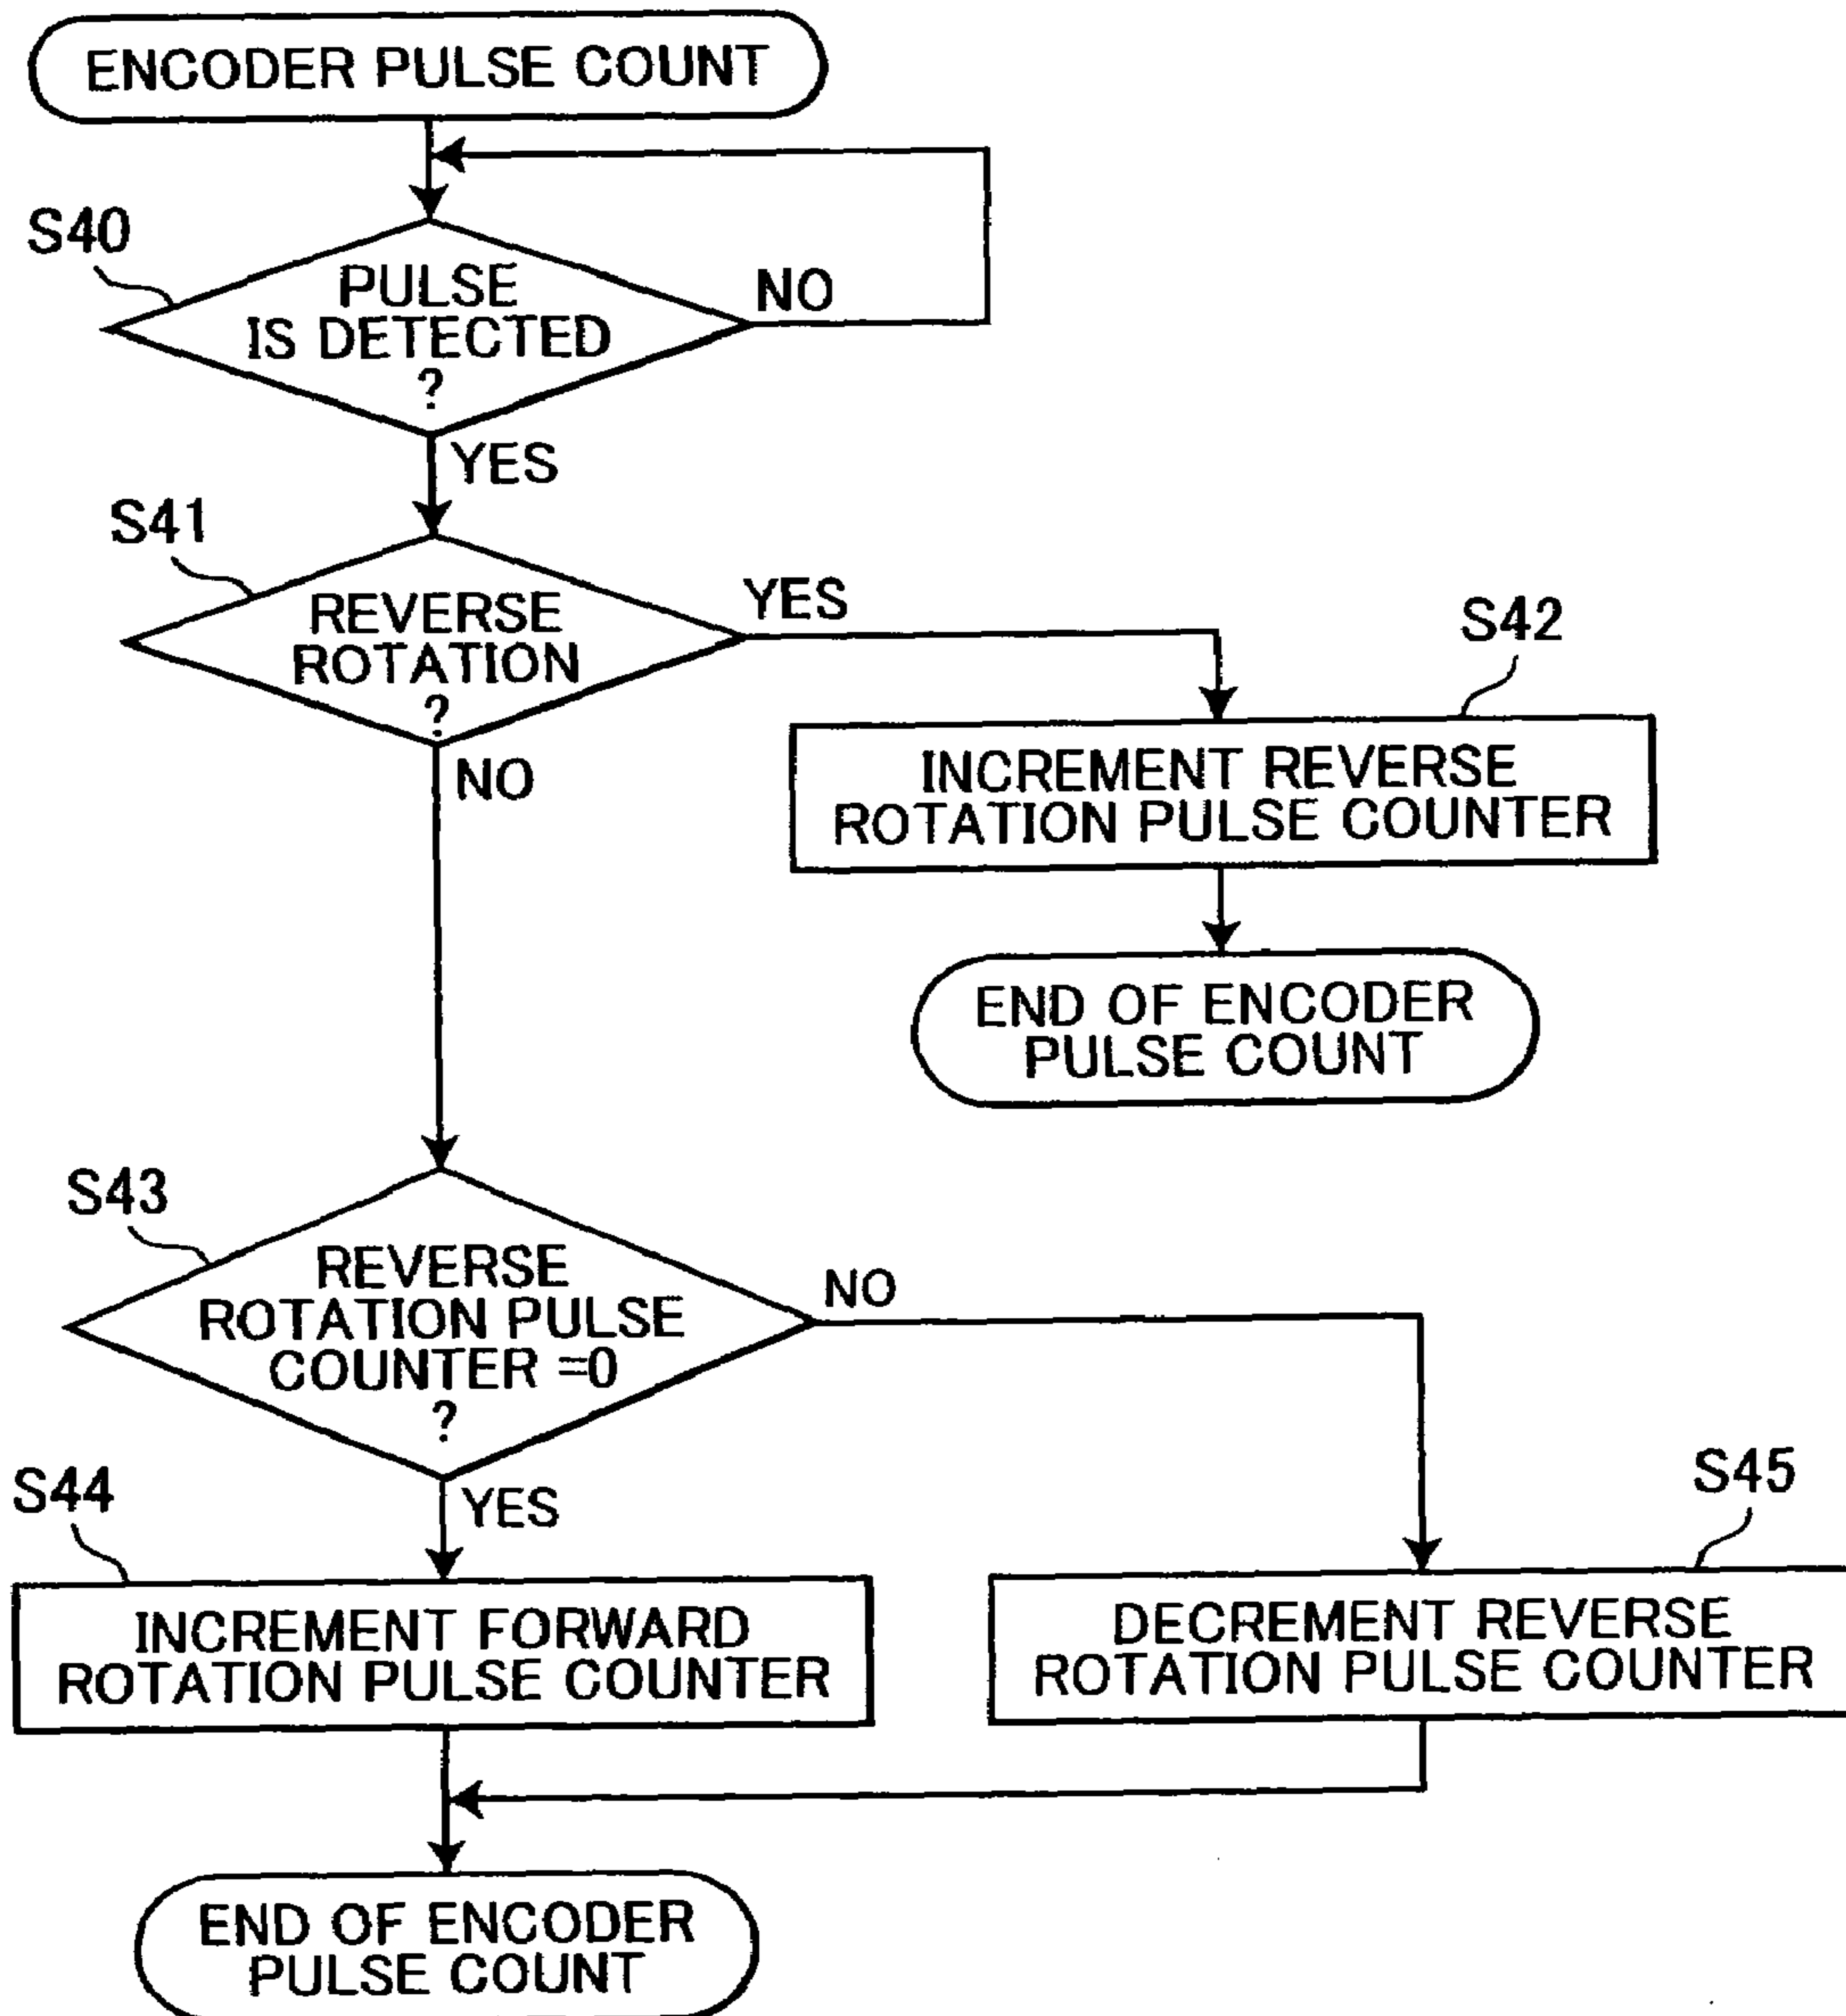 ENCODER PULSE COUNT
S40
PULSE
IS DETECTED
?
NO
YES
S41
REVERSE
ROTATION
?
YES
NO
S42
INCREMENT REVERSE
ROTATION PULSE COUNTER
END OF ENCODER
PULSE COUNT
S43
REVERSE
ROTATION PULSE
COUNTER =0
?
NO
YES
S44
INCREMENT FORWARD
ROTATION PULSE COUNTER
S45
DECREMENT REVERSE
ROTATION PULSE COUNTER
END OF ENCODER
PULSE COUNT